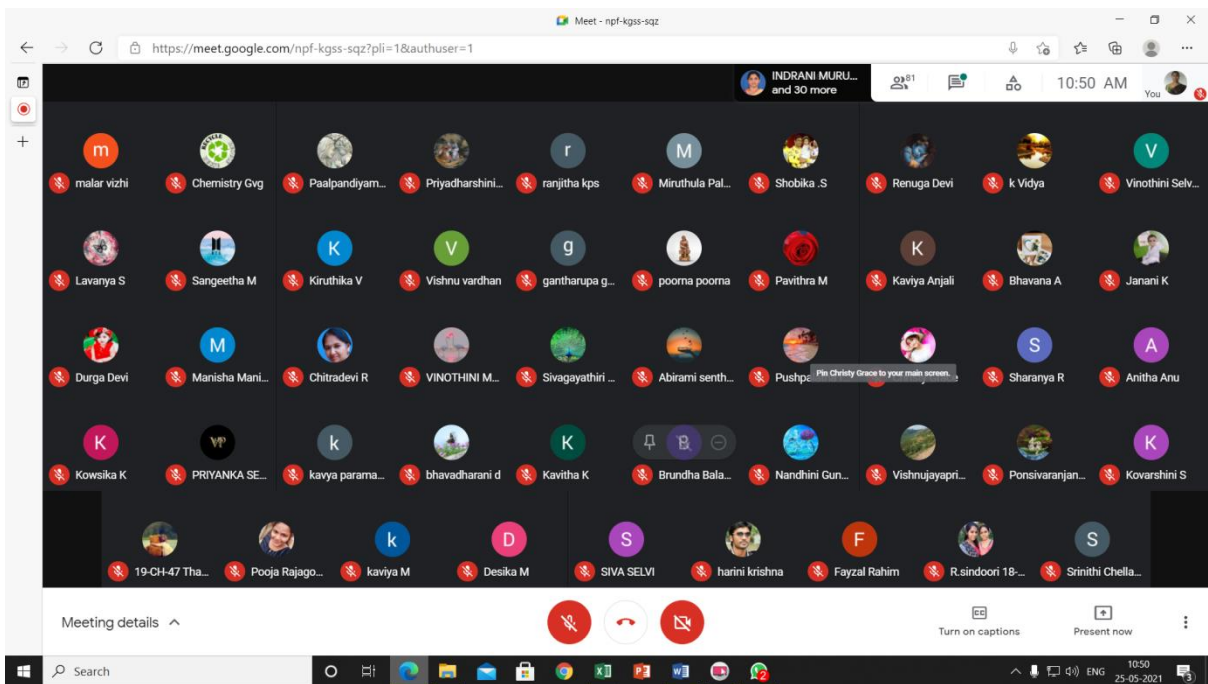 Meet - npf-kgss-sqz
https://meet.google.com/npf-kgss-sqz?pli=1&authuser=1
INDRANI MURU...
and 30 more
81
10:50 AM
You
m M V
malar vizhi Chemistry Gvg Paalpandiyam... Priyadharshini... ranjitha kps Miruthula Pal... Shobika .S Renuga Devi k Vidya Vinothini Selv...
K V g K
Lavanya S Sangeetha M Kiruthika V Vishnu vardhan gantharupa g... poorna poorna Pavithra M Kaviya Anjali Bhavana A Janani K
M S A
Pin Christy Grace to your main screen.
Durga Devi Manisha Mani... Chitradevi R VINOTHINI M... Sivagayathiri ... Abirami senth... Sharanya R Anitha Anu
K VP k K B K
Kowsika K PRIYANKA SE... kavya parama... bhavadharani d Kavitha K Brundha Bala... Nandhini Gun... Vishnujayapri... Ponsivaranjan... Kovarshini S
k D S F S
19-CH-47 Tha... Pooja Rajago... kaviya M Desika M SIVA SELVI harini krishna Fayzal Rahim R.sindoori 18-... Srinithi Chella...
Meeting details
CC
Turn on captions Present now
Search
ENG
10:50
25-05-2021